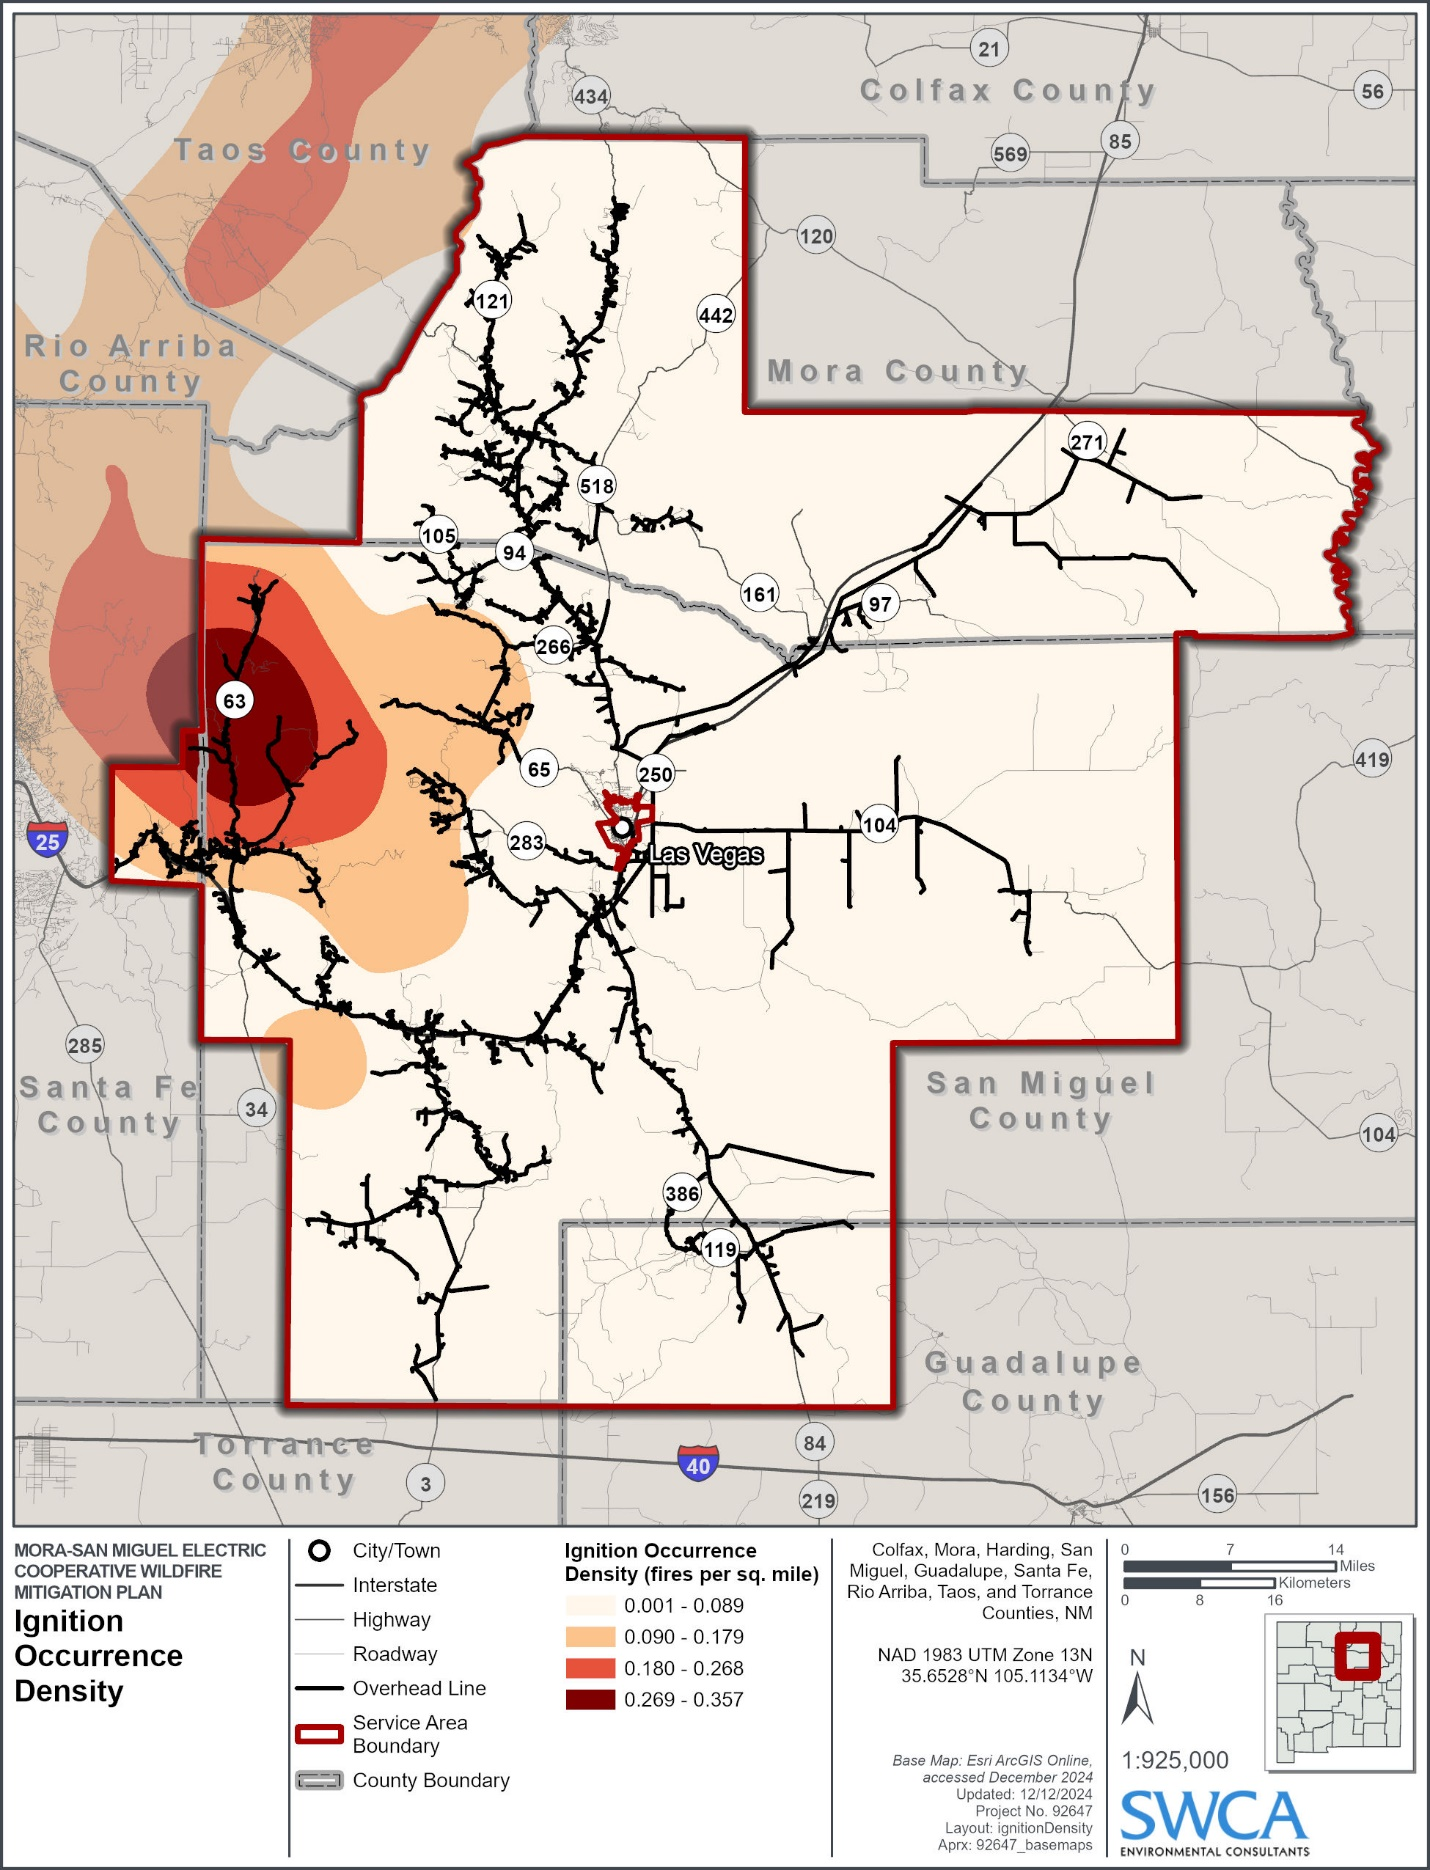 21
Colfax County
56
434
85
Taos County
569
120
121
442
Rio Arriba
County
Mora County
271
518
105
94
161
97
266
63
65
250
419
25
104
283
Las Vegas
285
San Miguel
County
Santa Fe
County
34
104
386
119
Guadalupe
County
Torrance
County
84
40
3
219
156
MORA-SAN MIGUEL ELECTRIC
COOPERATIVE WILDFIRE
MITIGATION PLAN
Ignition
Occurrence
Density
City/Town
Interstate
Highway
Roadway
Overhead Line
Service Area
Boundary
County Boundary
Ignition Occurrence
Density (fires per sq. mile)
0.001 - 0.089
0.090 - 0.179
0.180 - 0.268
0.269 - 0.357
Colfax, Mora, Harding, San
Miguel, Guadalupe, Santa Fe,
Rio Arriba, Taos, and Torrance
Counties, NM
NAD 1983 UTM Zone 13N
35.6528°N 105.1134°W
Base Map: Esri ArcGIS Online,
accessed December 2024
Updated: 12/12/2024
Project No. 92647
Layout: ignitionDensity
Aprx: 92647_basemaps
0 7 14
Miles
Kilometers
0 8 16
N
1:925,000
SWCA
ENVIRONMENTAL CONSULTANTS